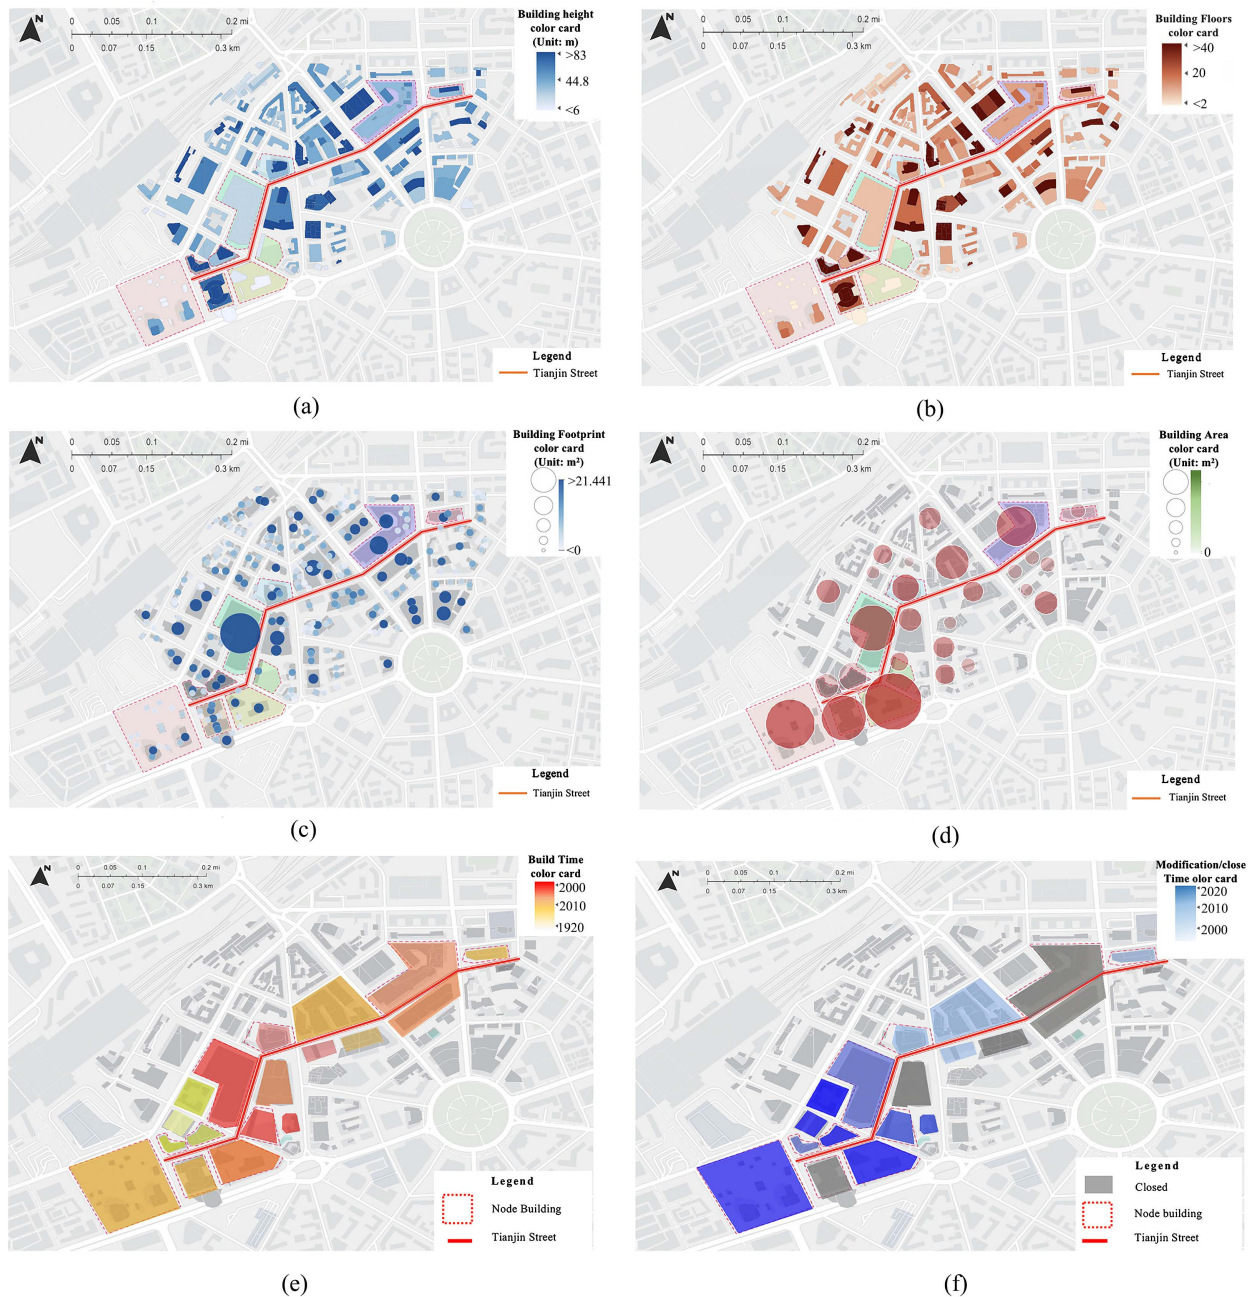 N
0 0.05 0.1 0.2 mi
0 0.07 0.15 0.3 km
Building height
color card
(Unit: m)
>83
44.8
<6
Legend
Tianjin Street
(a)
N
0 0.05 0.1 0.2 mi
0 0.07 0.15 0.3 km
Building Floors
color card
>40
20
<2
Legend
Tianjin Street
(b)
N
0 0.05 0.1 0.2 mi
0 0.07 0.15 0.3 km
Building Footprint
color card
(Unit: m²)
>21.441
<0
Legend
Tianjin Street
(c)
N
0 0.05 0.1 0.2 mi
0 0.07 0.15 0.3 km
Building Area
color card
(Unit: m²)
0
Legend
Tianjin Street
(d)
N
0 0.05 0.1 0.2 mi
0 0.07 0.15 0.3 km
Build Time
color card
2000
2010
1920
Legend
Node Building
Tianjin Street
(e)
N
0 0.05 0.1 0.2 mi
0 0.07 0.15 0.3 km
Modification/close
Time olor card
2020
2010
2000
Legend
Closed
Node building
Tianjin Street
(f)